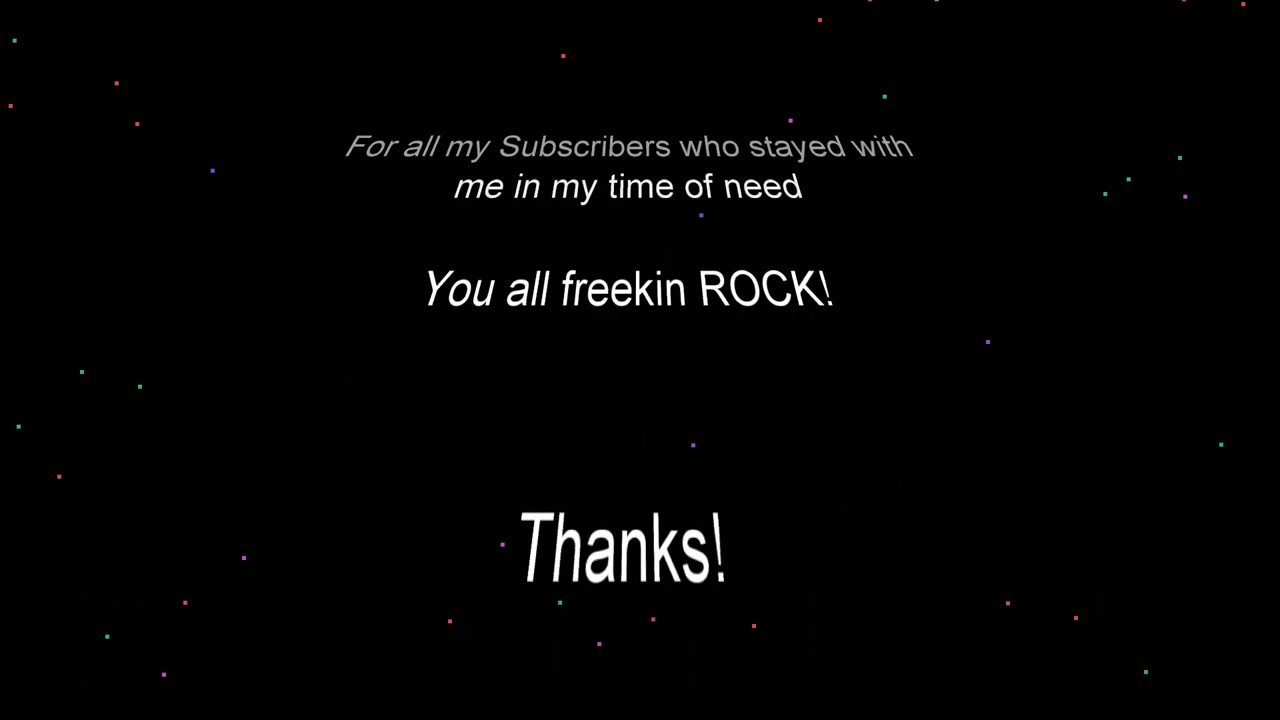 For all my Subscribers who stayed with
me in my time of need
You all freekin ROCK!
Thanks!